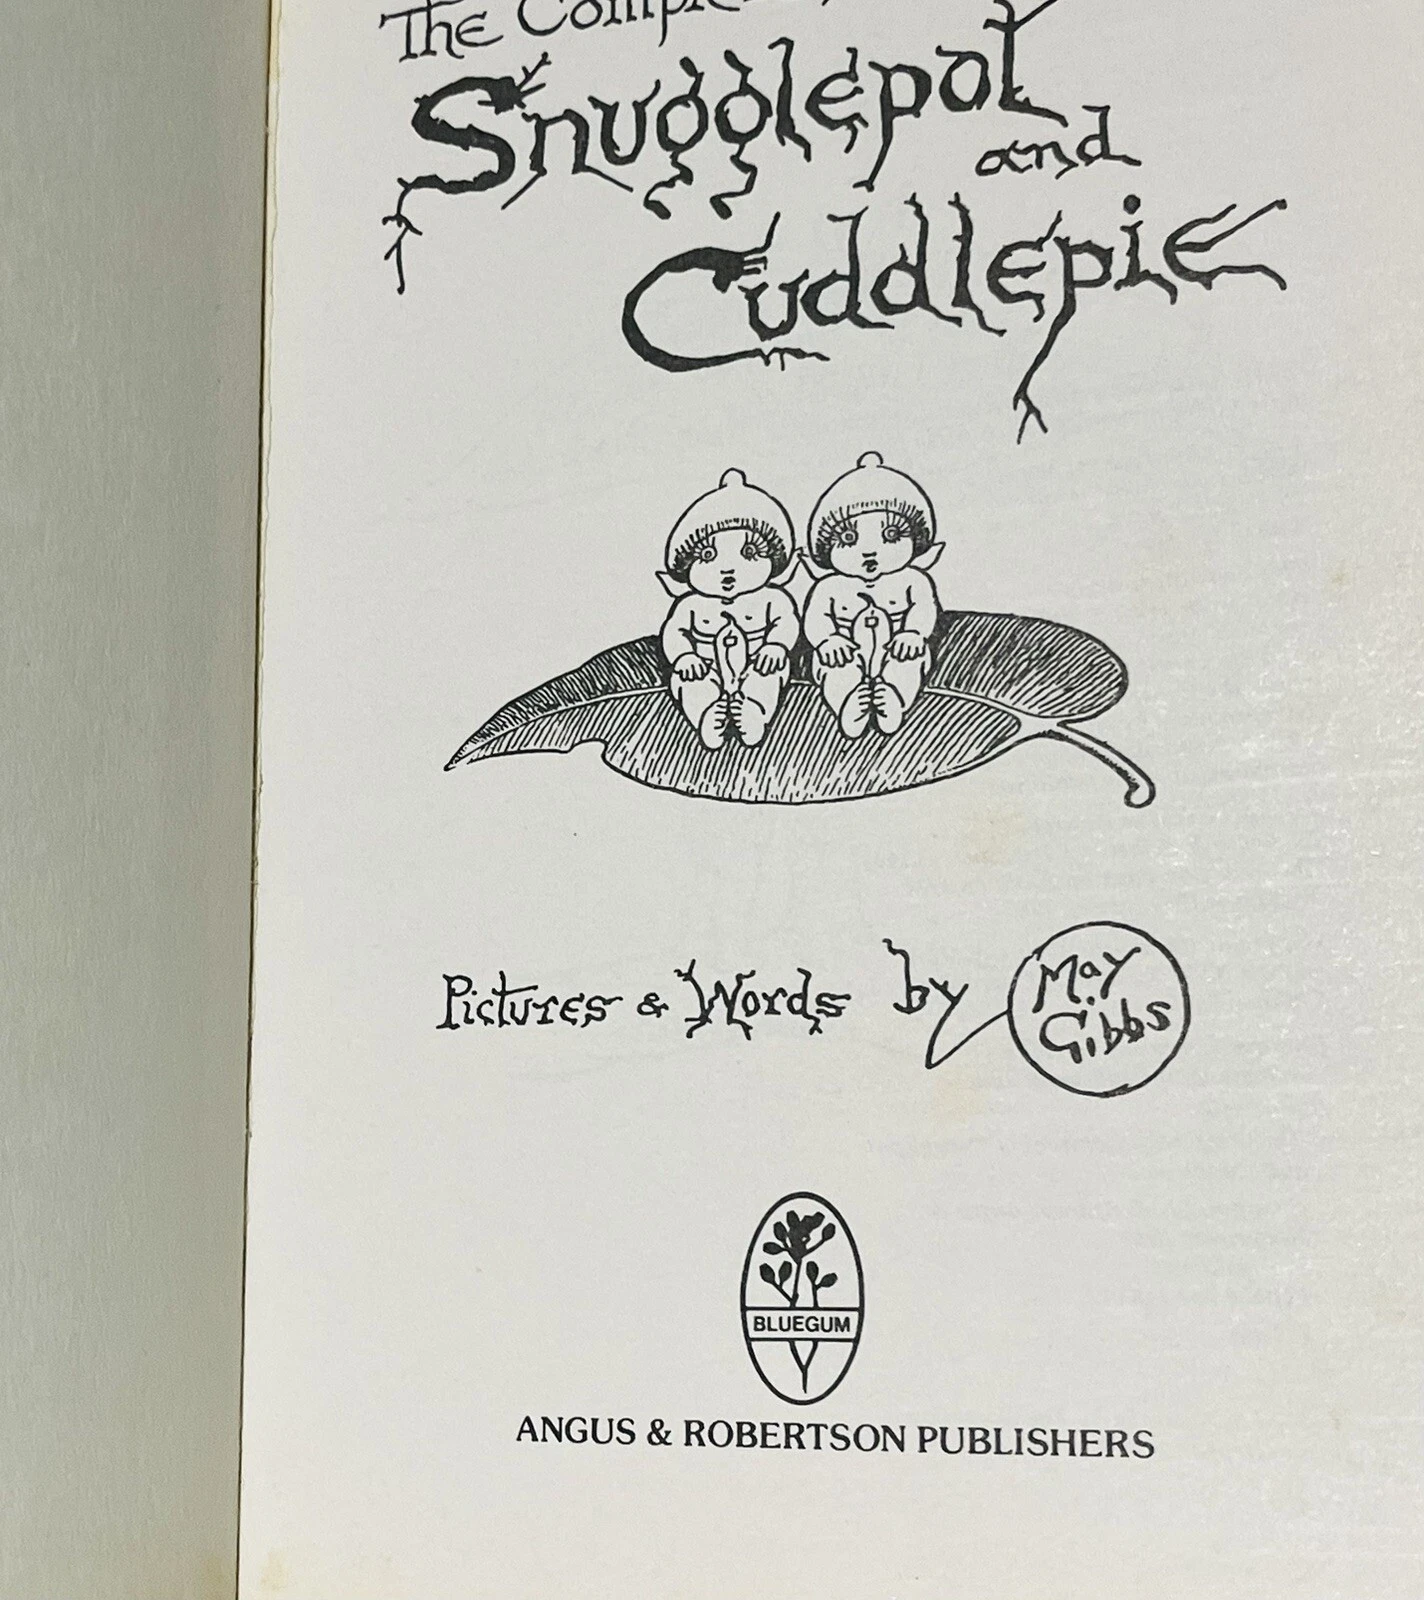 The
Snugglepot
and
Cuddlepie
Pictures & Words by May Gibbs
BLUEGUM
ANGUS & ROBERTSON PUBLISHERS